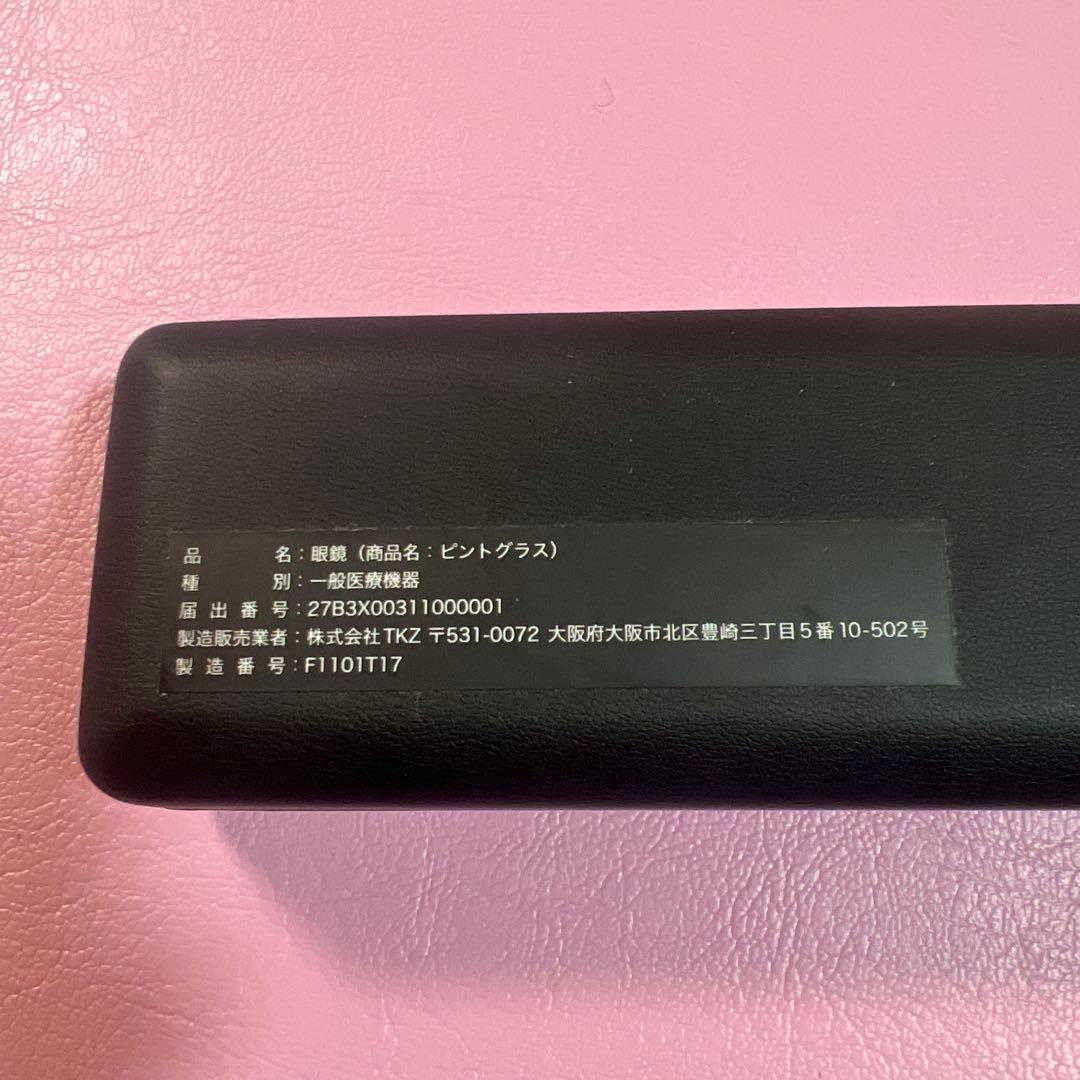 品名：眼鏡（商品名：ピントグラス）
種別：一般医療機器
届出番号：27B3X00311000001
製造販売業者：株式会社TKZ 〒531-0072 大阪府大阪市北区豊崎三丁目5番10-502号
製造番号：F1101T17